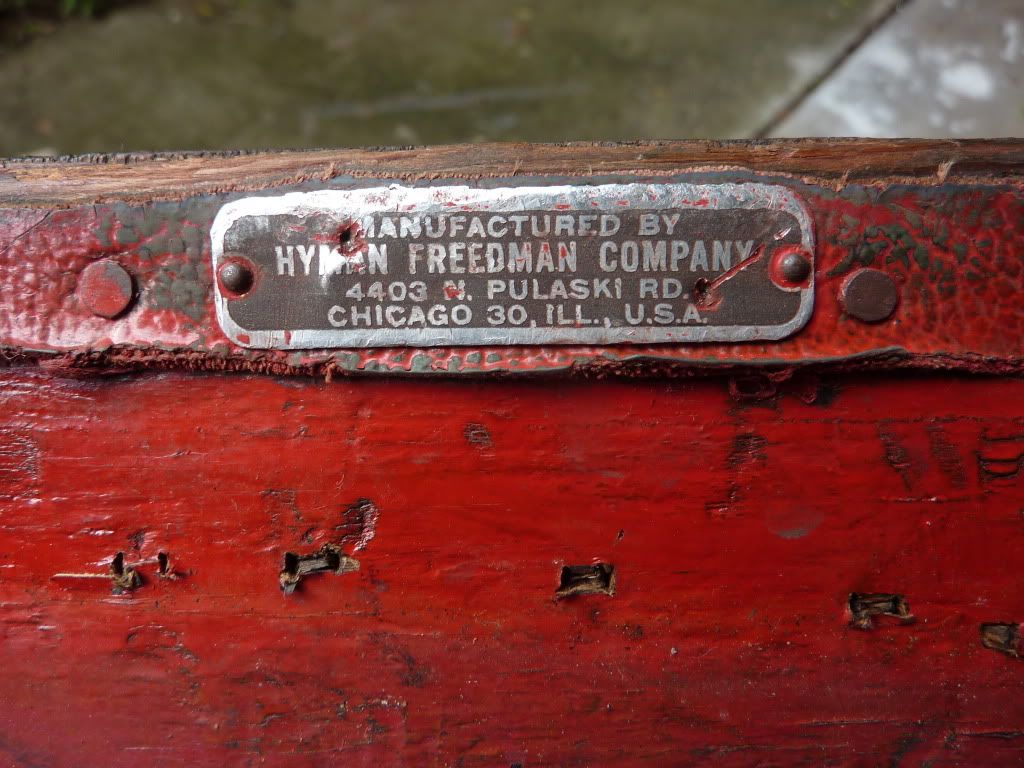 MANUFACTURED BY
HYMAN FREEDMAN COMPANY
4403 N. PULASKI RD.
CHICAGO 30, ILL., U.S.A.